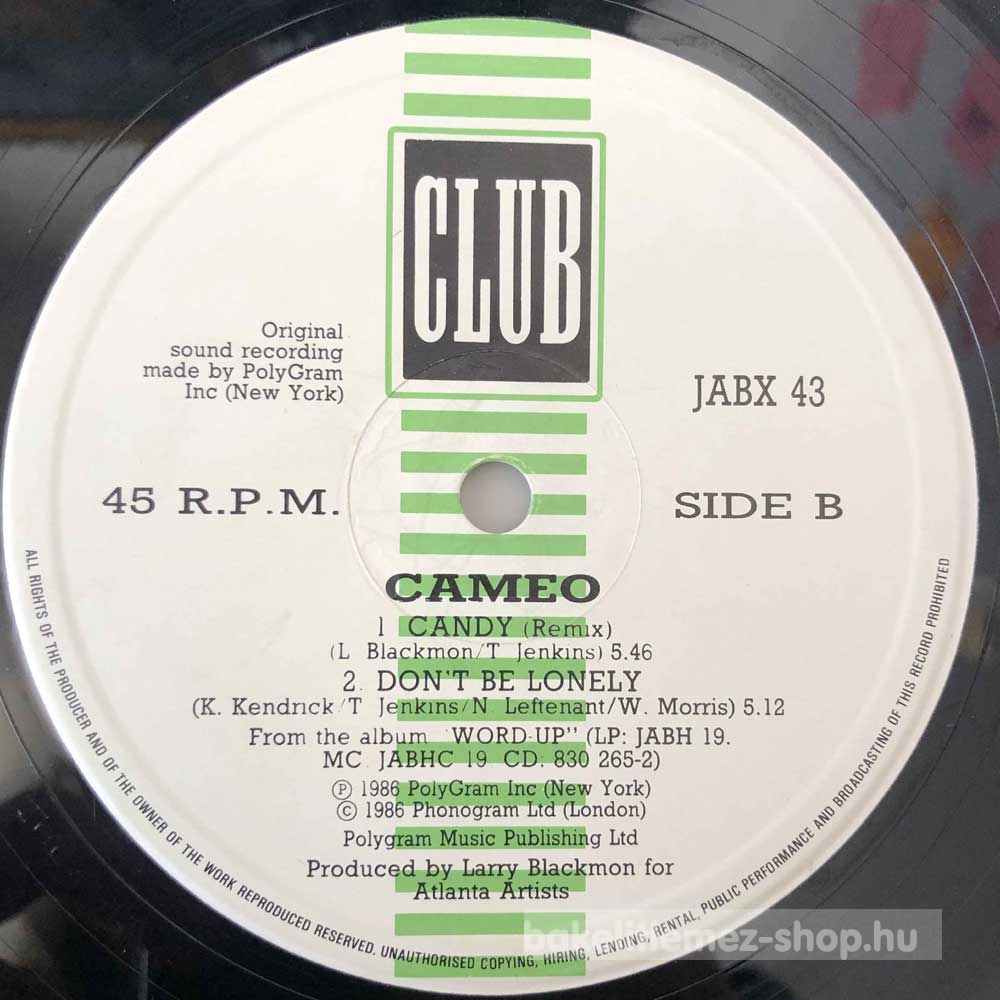 CLUB
Original
sound recording
made by PolyGram
Inc (New York)
JABX 43
45 R.P.M.
SIDE B
CAMEO
1 CANDY (Remix)
(L Blackmon/T. Jenkins) 5.46
2. DON'T BE LONELY
(K. Kendrick/T Jenkins/N. Leftenant/W. Morris) 5.12
From the album "WORD-UP" (LP: JABH 19.
MC JABHC 19 CD: 830 265-2)
Ⓟ 1986 PolyGram Inc (New York)
© 1986 Phonogram Ltd (London)
Polygram Music Publishing Ltd
Produced by Larry Blackmon for
Atlanta Artists
ALL RIGHTS OF THE PRODUCER AND OF THE OWNER OF THE WORK REPRODUCED RESERVED. UNAUTHORISED COPYING, HIRING, LENDING, RENTAL, PUBLIC PERFORMANCE AND BROADCASTING OF THIS RECORD PROHIBITED
bakelitlemez-shop.hu